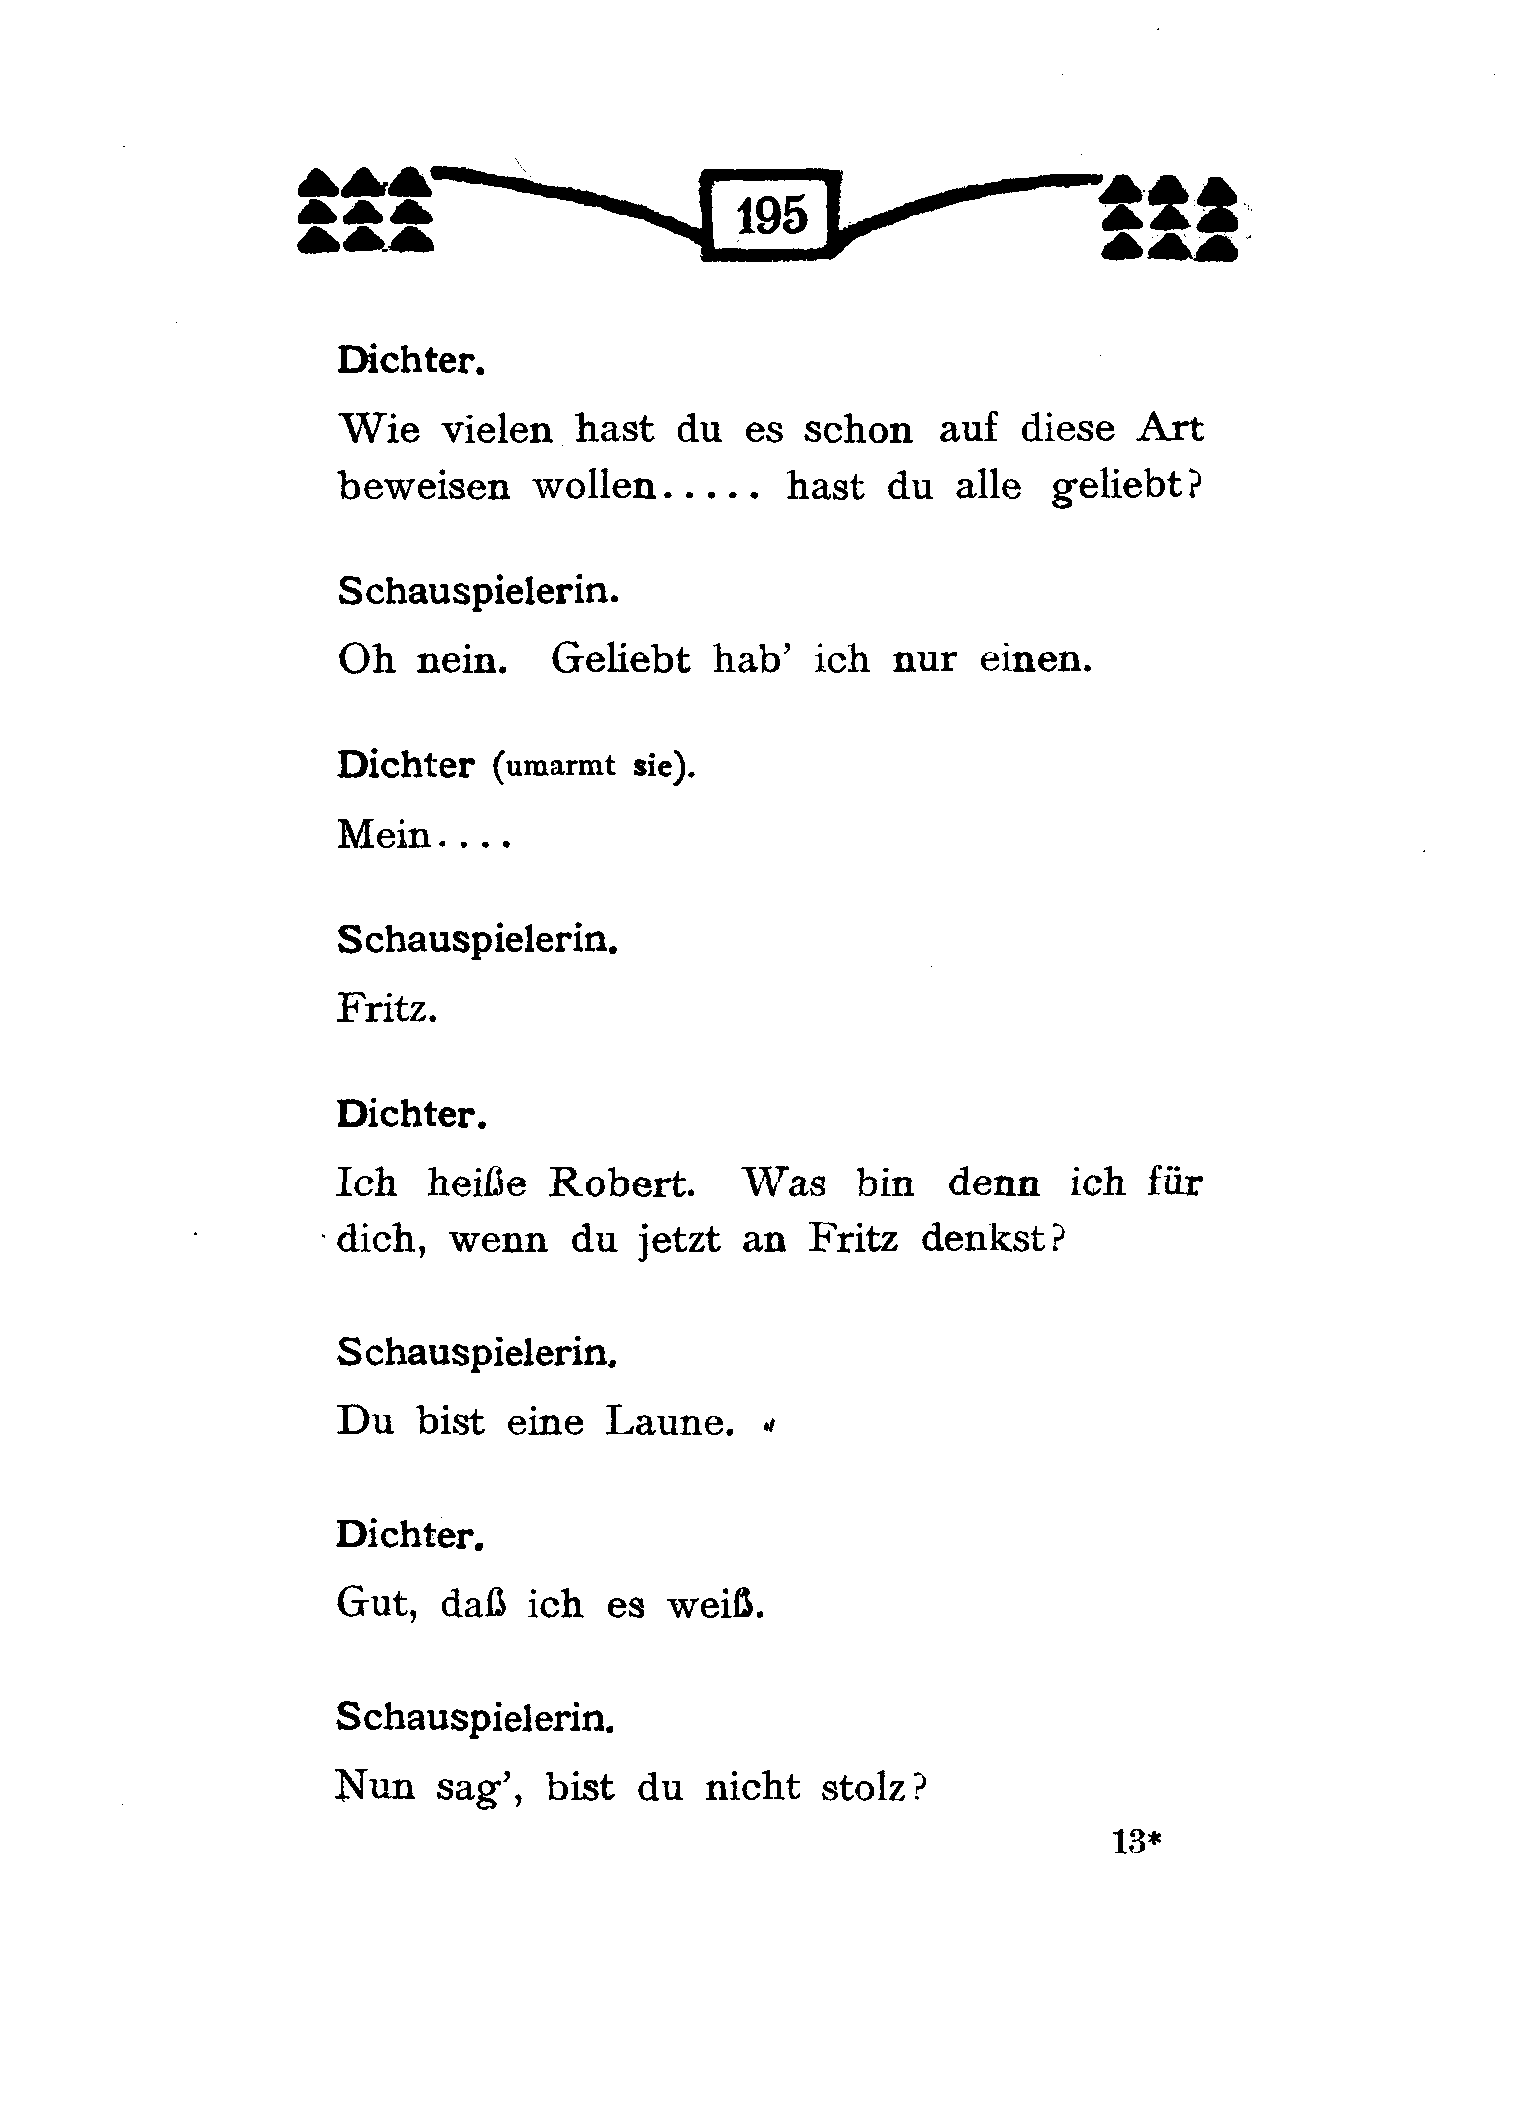 195
Dichter.
Wie vielen hast du es schon auf diese Art
beweisen wollen..... hast du alle geliebt?
Schauspielerin.
Oh nein. Geliebt hab’ ich nur einen.
Dichter (umarmt sie).
Mein....
Schauspielerin.
Fritz.
Dichter.
Ich heiße Robert. Was bin denn ich für
dich, wenn du jetzt an Fritz denkst?
Schauspielerin.
Du bist eine Laune.
Dichter.
Gut, daß ich es weiß.
Schauspielerin.
Nun sag’, bist du nicht stolz?
13*